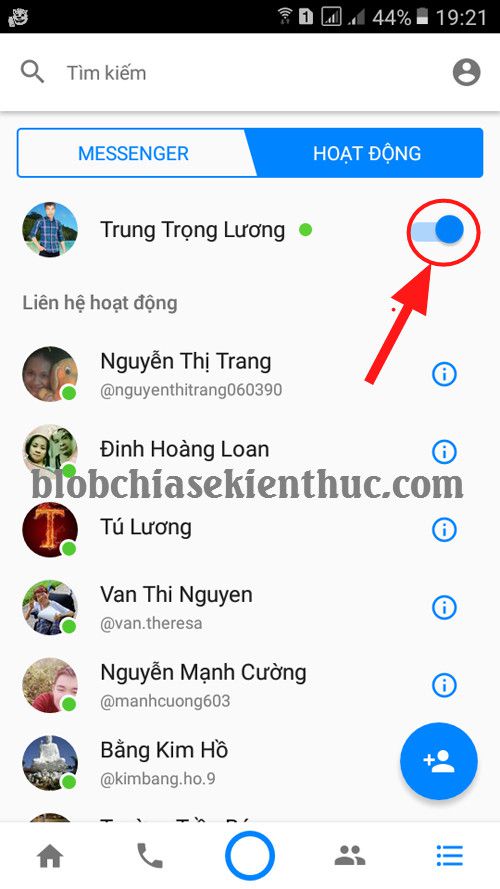 1 44% 19:21
Tìm kiếm
MESSENGER HOẠT ĐỘNG
Trung Trọng Lương
Liên hệ hoạt động
Nguyễn Thị Trang
@nguyenthitrang060390
Đinh Hoàng Loan
blobchiasekienthuc.com
Tú Lương
Van Thi Nguyen
@van.theresa
Nguyễn Mạnh Cường
@manhcuong603
Bằng Kim Hồ
@kimbang.ho.9